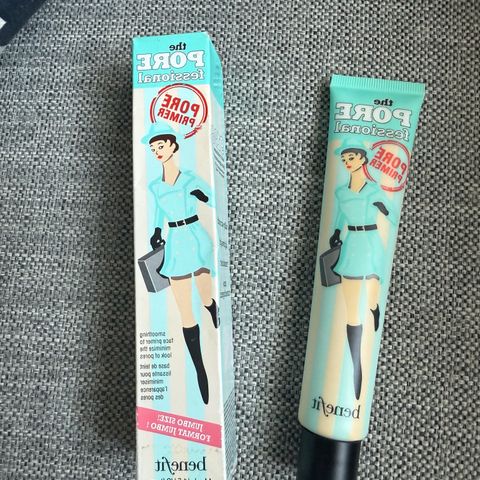 the
PORE
fessional
PORE
PRIMER
smoothing
face primer to
minimize the
look of pores
base de teint
lissante pour
minimiser
l'apparence
des pores
JUMBO SIZE!
FORMAT JUMBO !
benefit
the
PORE
fessional
PORE
PRIMER
benefit